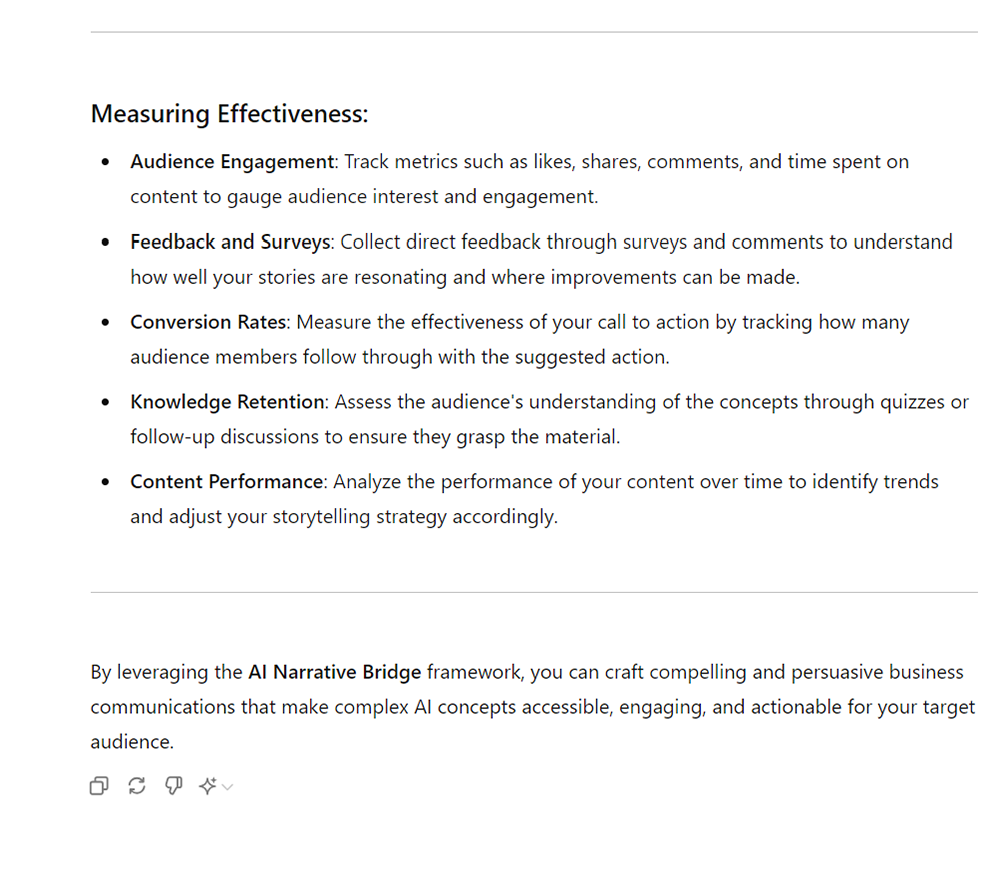 Measuring Effectiveness:
• Audience Engagement: Track metrics such as likes, shares, comments, and time spent on
content to gauge audience interest and engagement.
• Feedback and Surveys: Collect direct feedback through surveys and comments to understand
how well your stories are resonating and where improvements can be made.
• Conversion Rates: Measure the effectiveness of your call to action by tracking how many
audience members follow through with the suggested action.
• Knowledge Retention: Assess the audience's understanding of the concepts through quizzes or
follow-up discussions to ensure they grasp the material.
• Content Performance: Analyze the performance of your content over time to identify trends
and adjust your storytelling strategy accordingly.
By leveraging the AI Narrative Bridge framework, you can craft compelling and persuasive business
communications that make complex AI concepts accessible, engaging, and actionable for your target
audience.